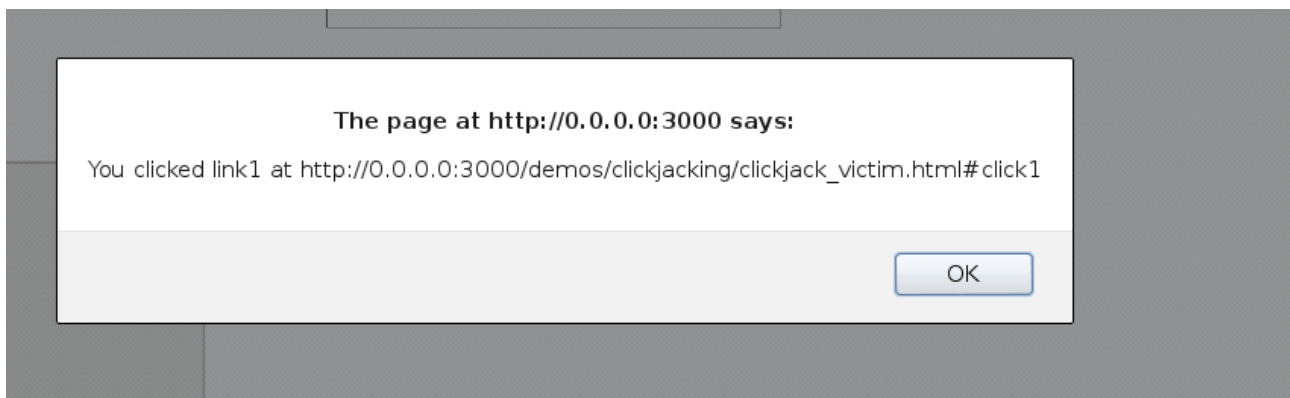 The page at http://0.0.0.0:3000 says:
You clicked link1 at http://0.0.0.0:3000/demos/clickjacking/clickjack_victim.html#click1
OK